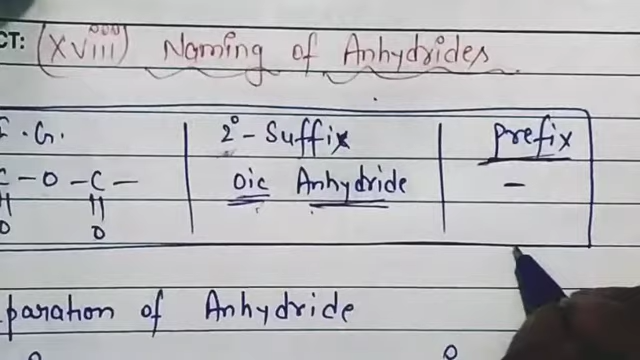 CT: (XVIII) Naming of Anhydrides
F.G. 2°-Suffix Prefix
C-O-C- Oic Anhydride -
O O
paration of Anhydride
O O